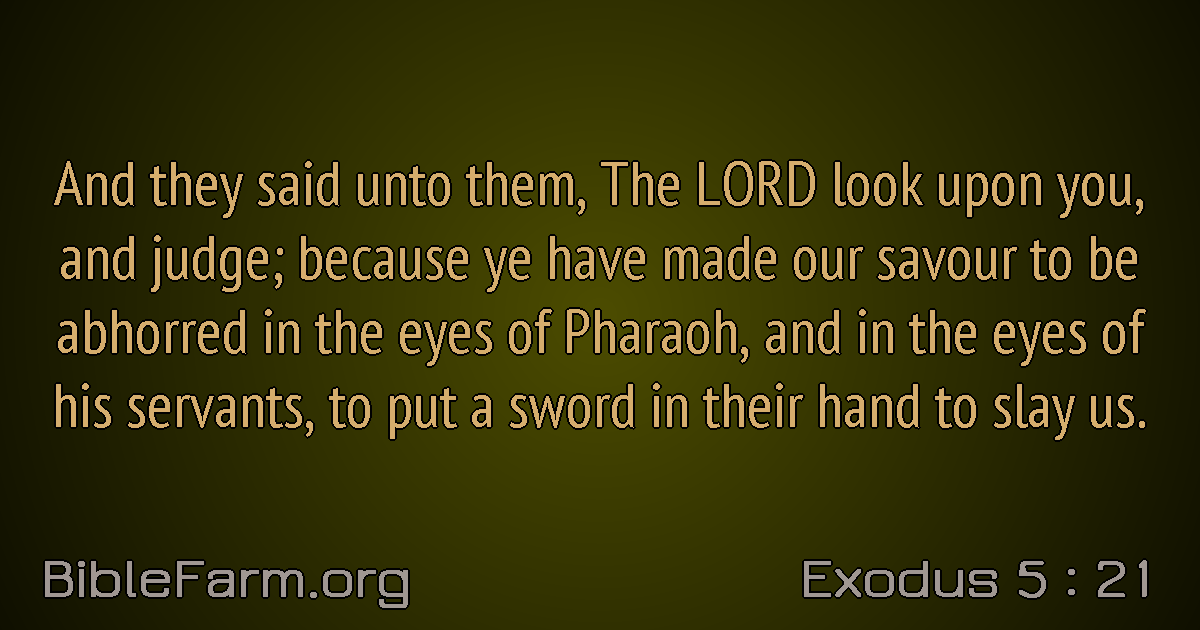 And they said unto them, The LORD look upon you,
and judge; because ye have made our savour to be
abhorred in the eyes of Pharaoh, and in the eyes of
his servants, to put a sword in their hand to slay us.
BibleFarm.org
Exodus 5 : 21